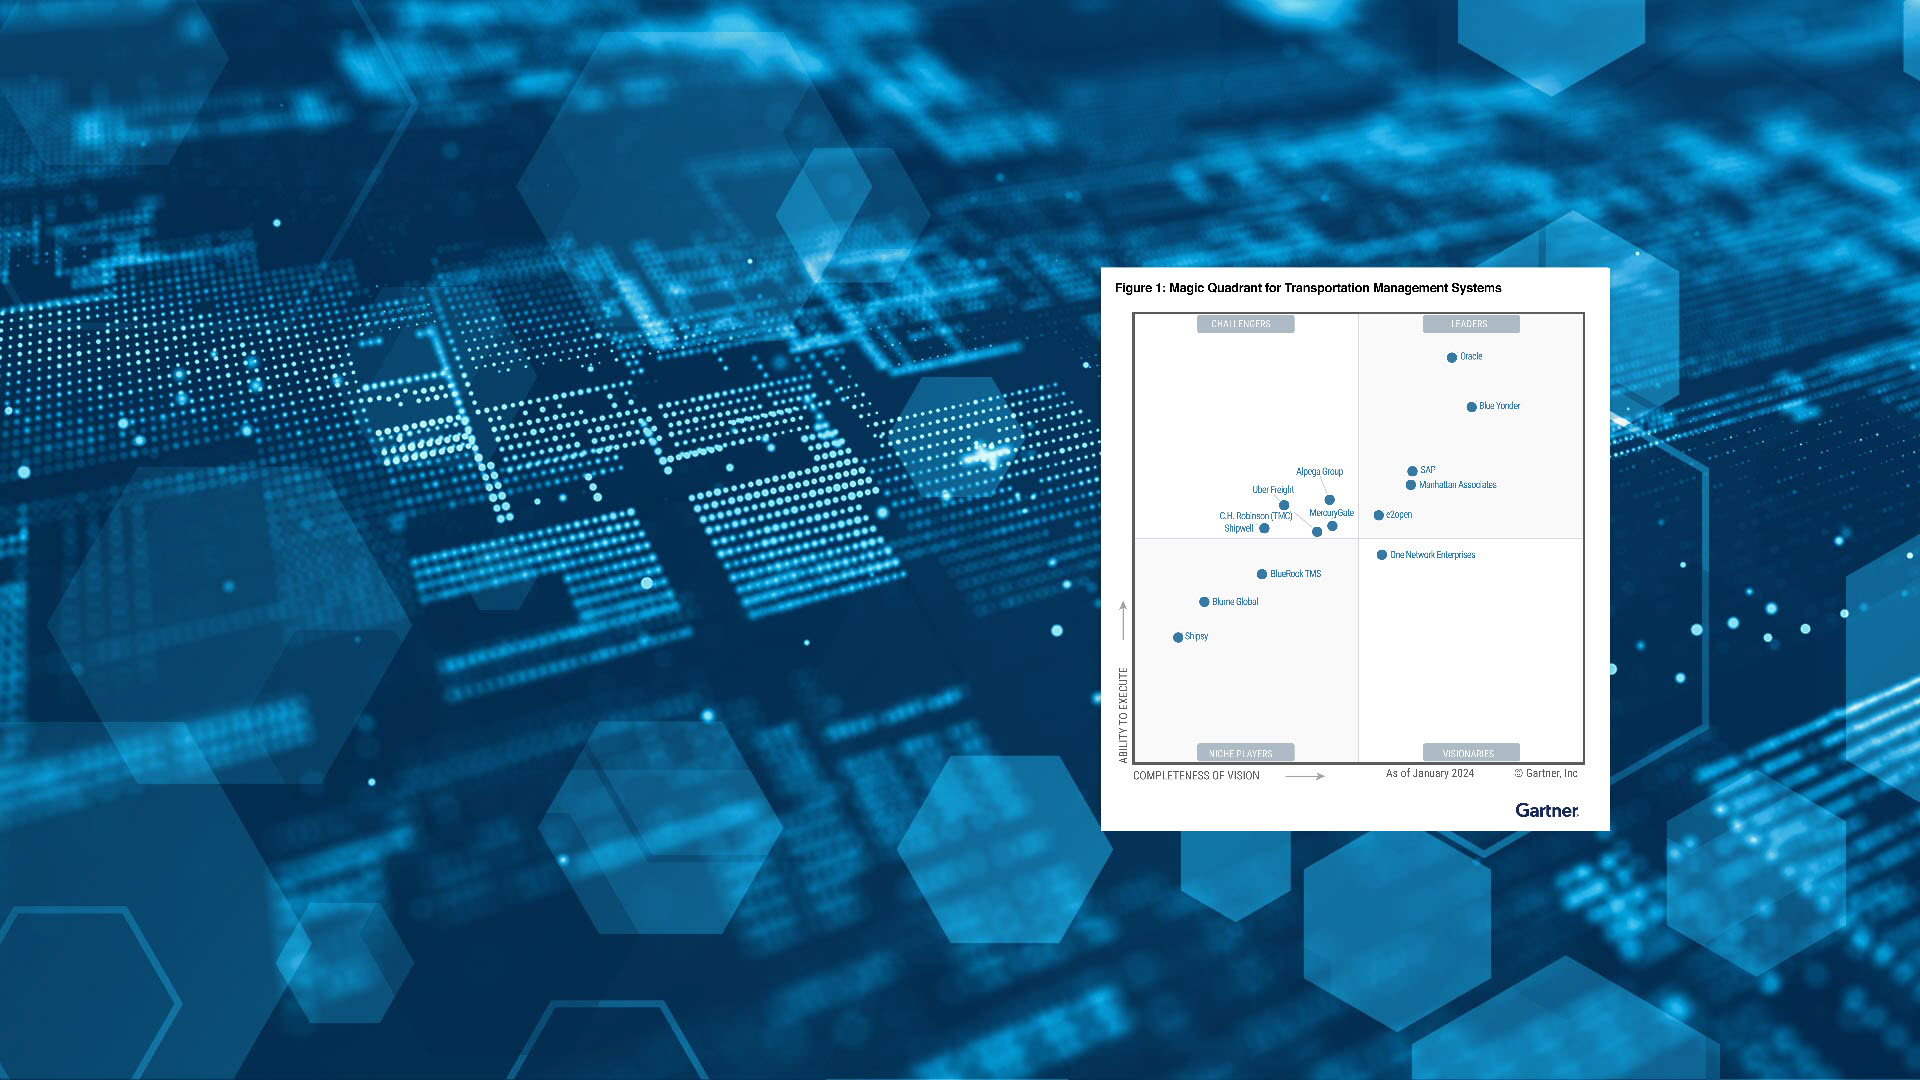 Figure 1: Magic Quadrant for Transportation Management Systems
CHALLENGERS
LEADERS
Oracle
Blue Yonder
Alpega Group
SAP
Uber Freight
Manhattan Associates
C.H. Robinson (TMC)
MercuryGate
e2open
Shipwell
One Network Enterprises
BlueRock TMS
Blume Global
Shipsy
ABILITY TO EXECUTE
NICHE PLAYERS
VISIONARIES
COMPLETENESS OF VISION
As of January 2024
© Gartner, Inc
Gartner